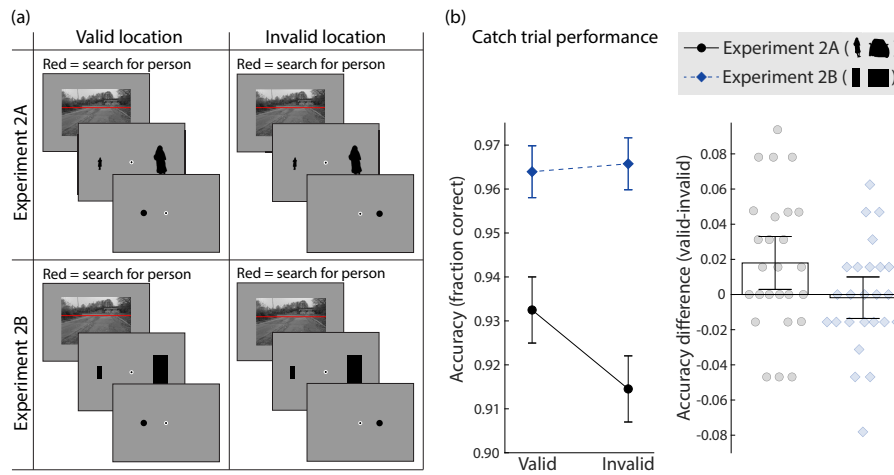 (a)
Valid location
Invalid location
Experiment 2A
Red = search for person
Red = search for person
Experiment 2B
Red = search for person
Red = search for person
(b)
Catch trial performance
Experiment 2A ( )
Experiment 2B ( )
Accuracy (fraction correct)
0.97
0.96
0.95
0.94
0.93
0.92
0.91
0.90
Valid
Invalid
Accuracy difference (valid-invalid)
0.08
0.06
0.04
0.02
0
-0.02
-0.04
-0.06
-0.08